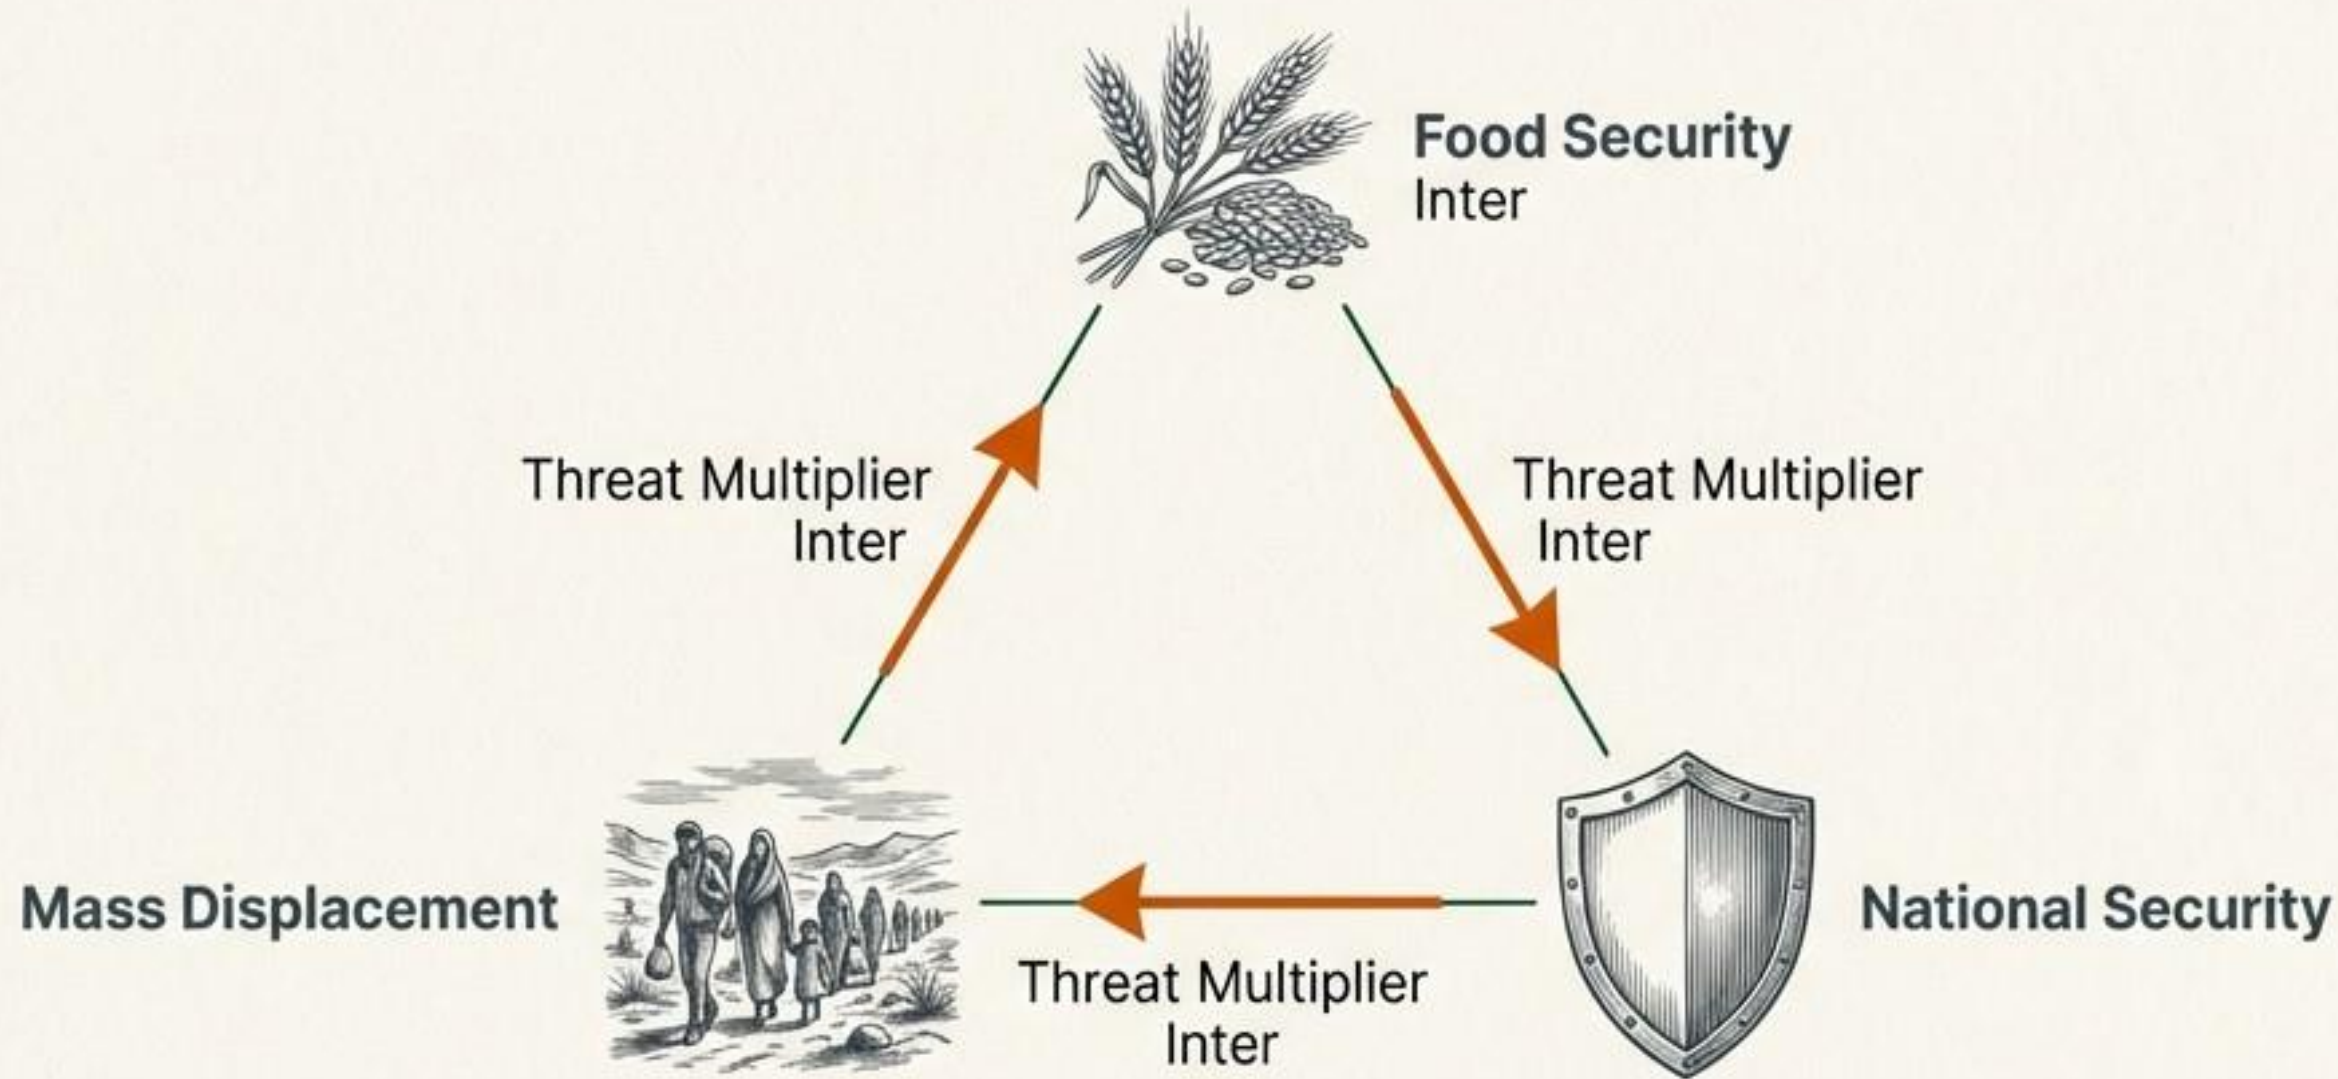 Food Security
Inter
Threat Multiplier
Inter
Threat Multiplier
Inter
Mass Displacement
National Security
Threat Multiplier
Inter